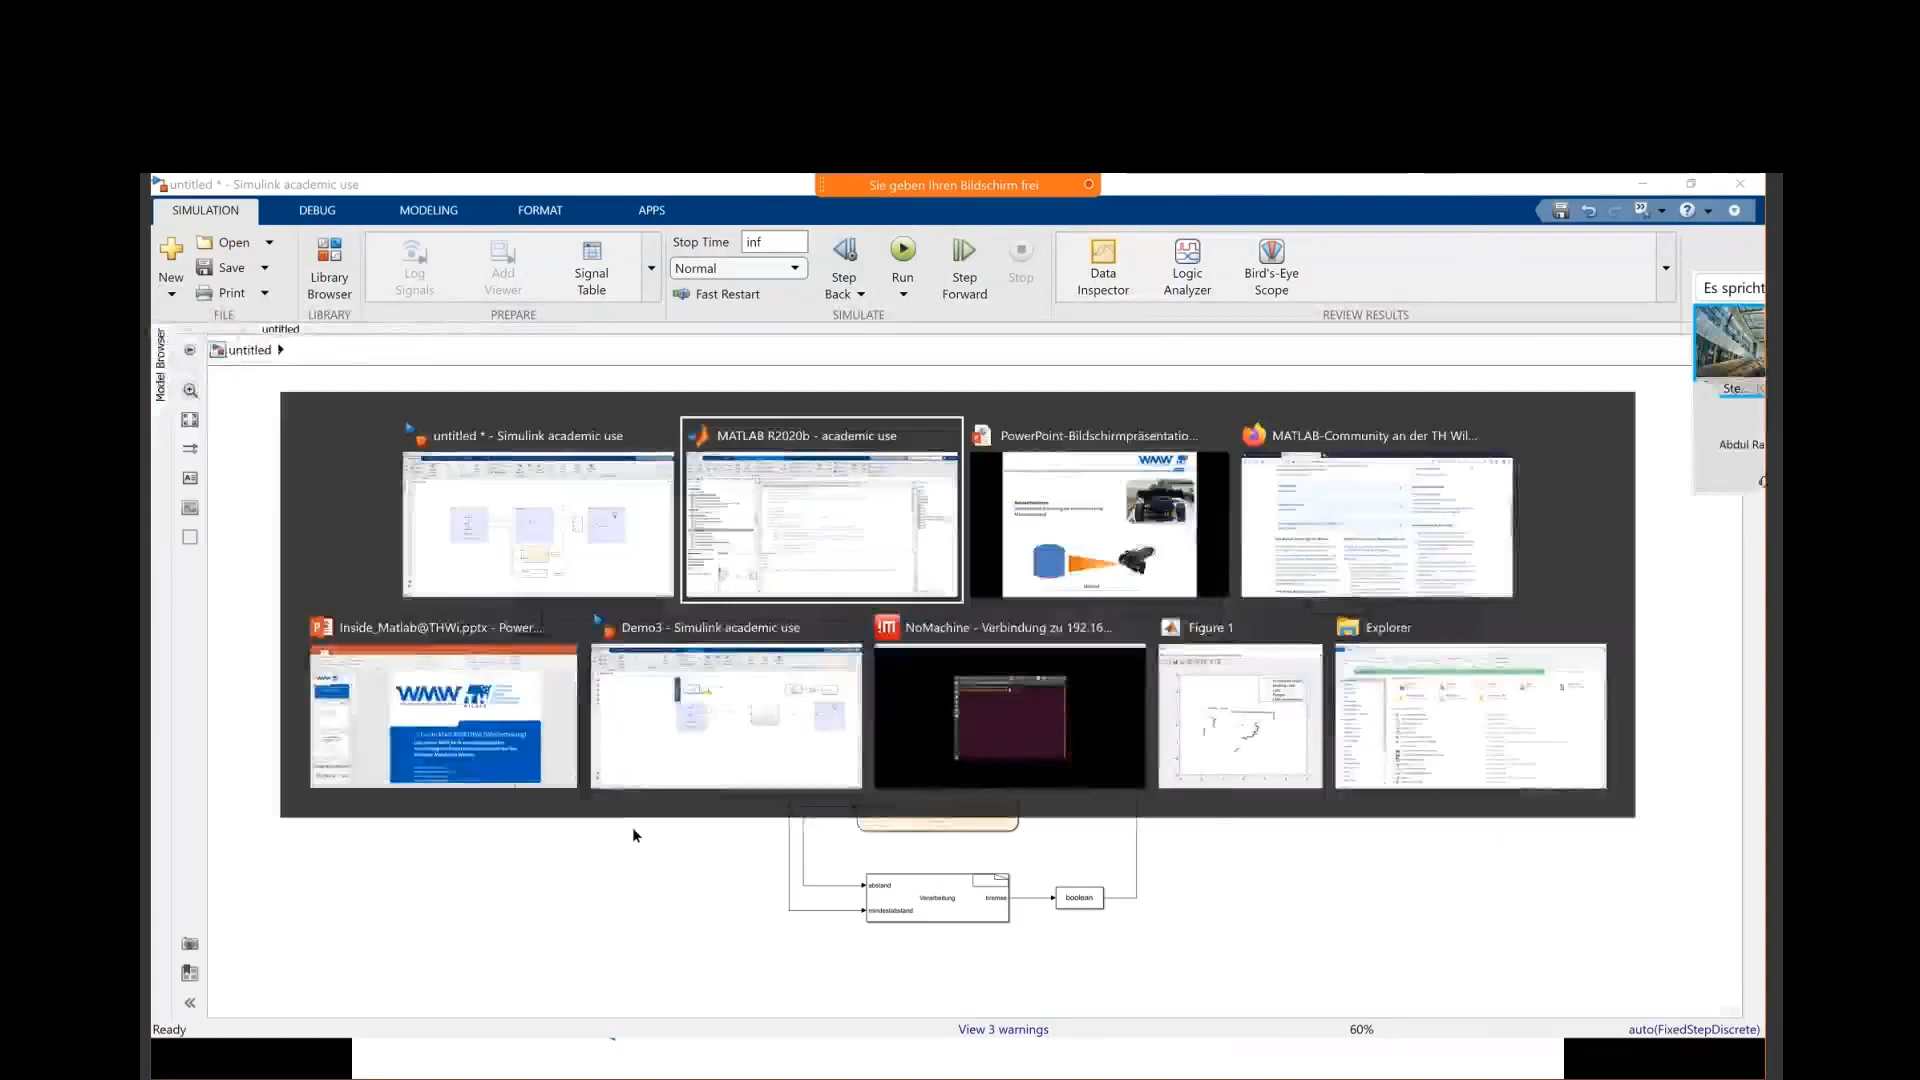 untitled * - Simulink academic use
Sie geben Ihren Bildschirm frei
SIMULATION
DEBUG
MODELING
FORMAT
APPS
New
Open
Save
Print
FILE
Library
Browser
LIBRARY
Log
Signals
Add
Viewer
Signal
Table
PREPARE
Stop Time
inf
Normal
Fast Restart
Step
Back
Run
Step
Forward
Stop
SIMULATE
Data
Inspector
Logic
Analyzer
Bird's-Eye
Scope
REVIEW RESULTS
Es spricht
Ste...
Abdul Ra
Model Browser
untitled
untitled
untitled * - Simulink academic use
MATLAB R2020b - academic use
PowerPoint-Bildschirmpräsentatio...
MATLAB-Community an der TH Wil...
WMW
Inside_Matlab@THWi.pptx - Power...
Demo3 - Simulink academic use
NoMachine - Verbindung zu 192.16...
Figure 1
Explorer
WMW
abstand
Verarbeitung
bremse
mindestabstand
boolean
Ready
View 3 warnings
60%
auto(FixedStepDiscrete)